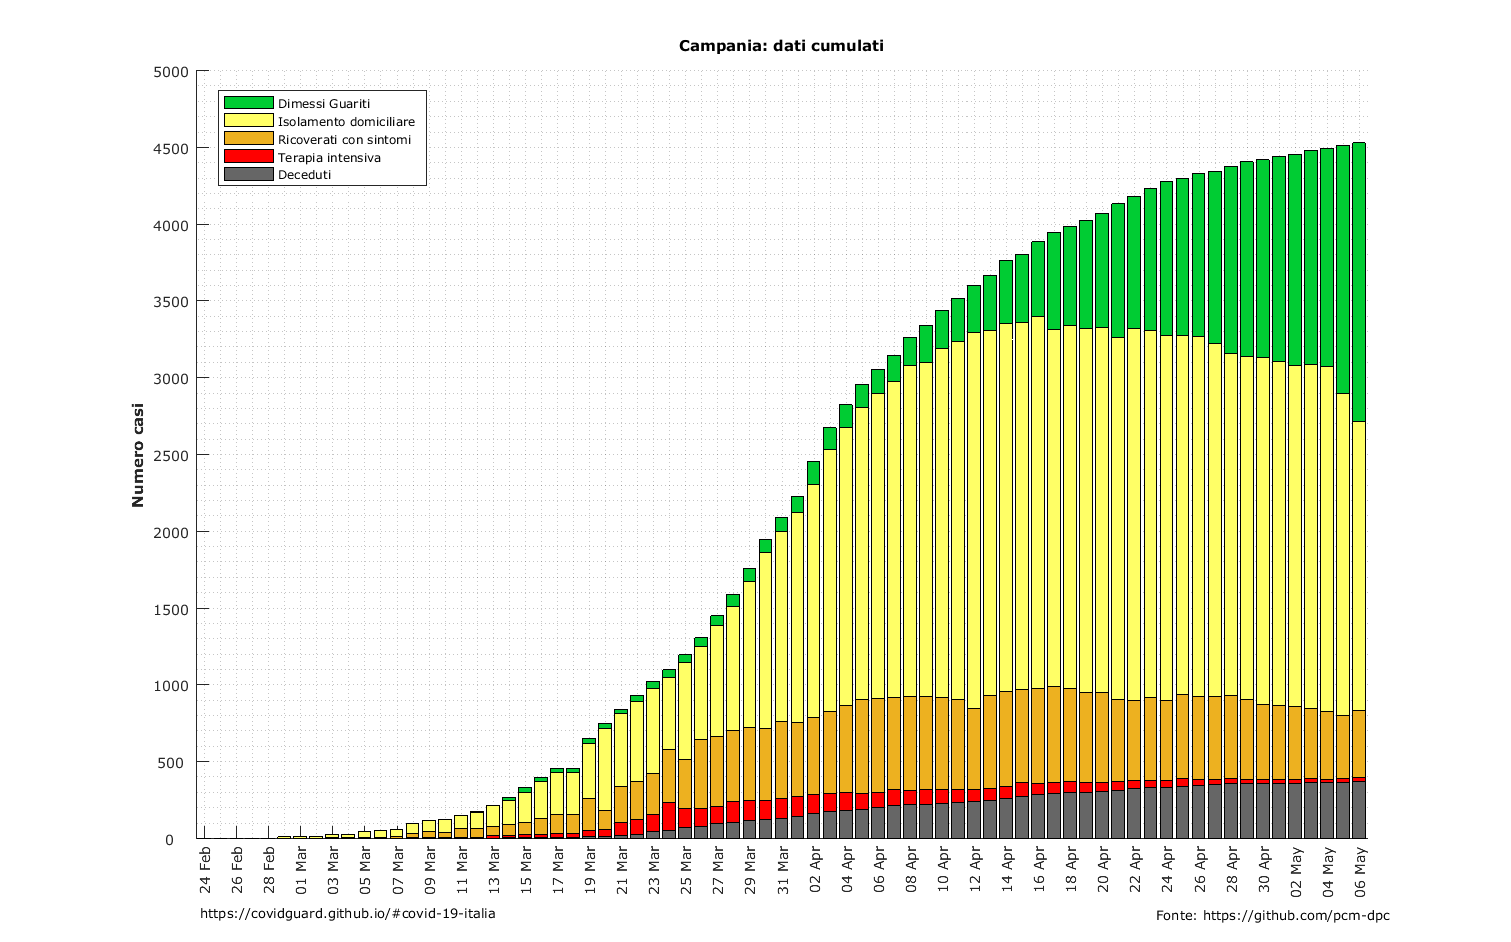 Campania: dati cumulati
5000
4500
4000
3500
3000
2500
2000
1500
1000
500
0
Numero casi
Dimessi Guariti
Isolamento domiciliare
Ricoverati con sintomi
Terapia intensiva
Deceduti
24 Feb
26 Feb
28 Feb
01 Mar
03 Mar
05 Mar
07 Mar
09 Mar
11 Mar
13 Mar
15 Mar
17 Mar
19 Mar
21 Mar
23 Mar
25 Mar
27 Mar
29 Mar
31 Mar
02 Apr
04 Apr
06 Apr
08 Apr
10 Apr
12 Apr
14 Apr
16 Apr
18 Apr
20 Apr
22 Apr
24 Apr
26 Apr
28 Apr
30 Apr
02 May
04 May
06 May
https://covidguard.github.io/#covid-19-italia
Fonte: https://github.com/pcm-dpc